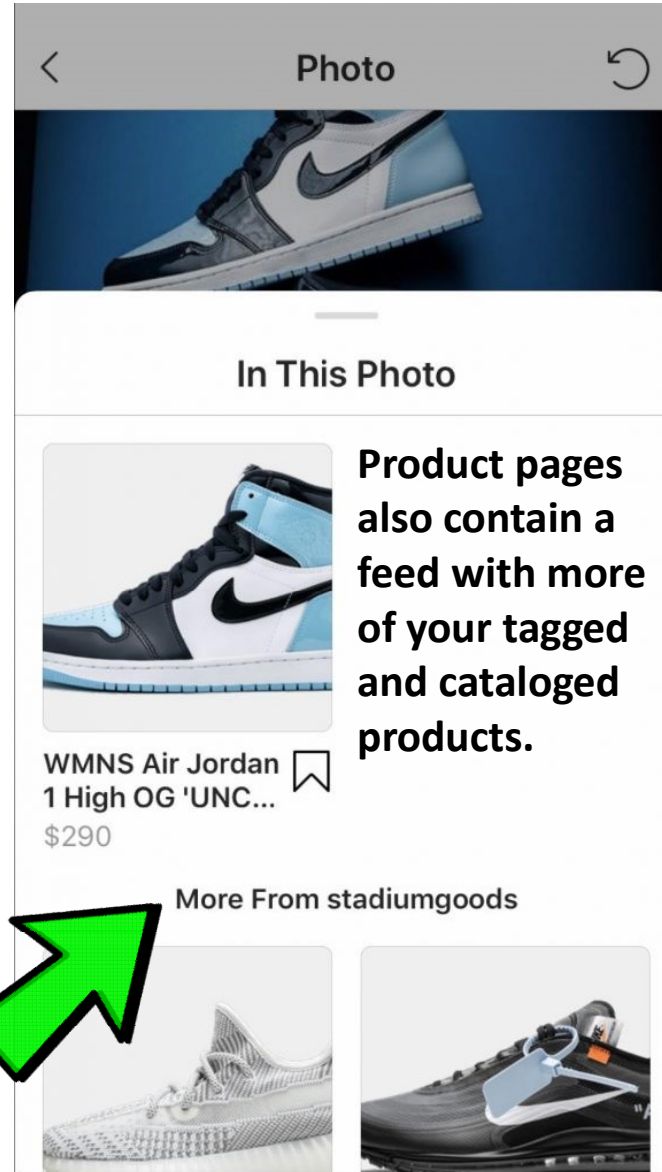 Photo
In This Photo
Product pages
also contain a
feed with more
of your tagged
and cataloged
products.
WMNS Air Jordan
1 High OG 'UNC...
$290
More From stadiumgoods